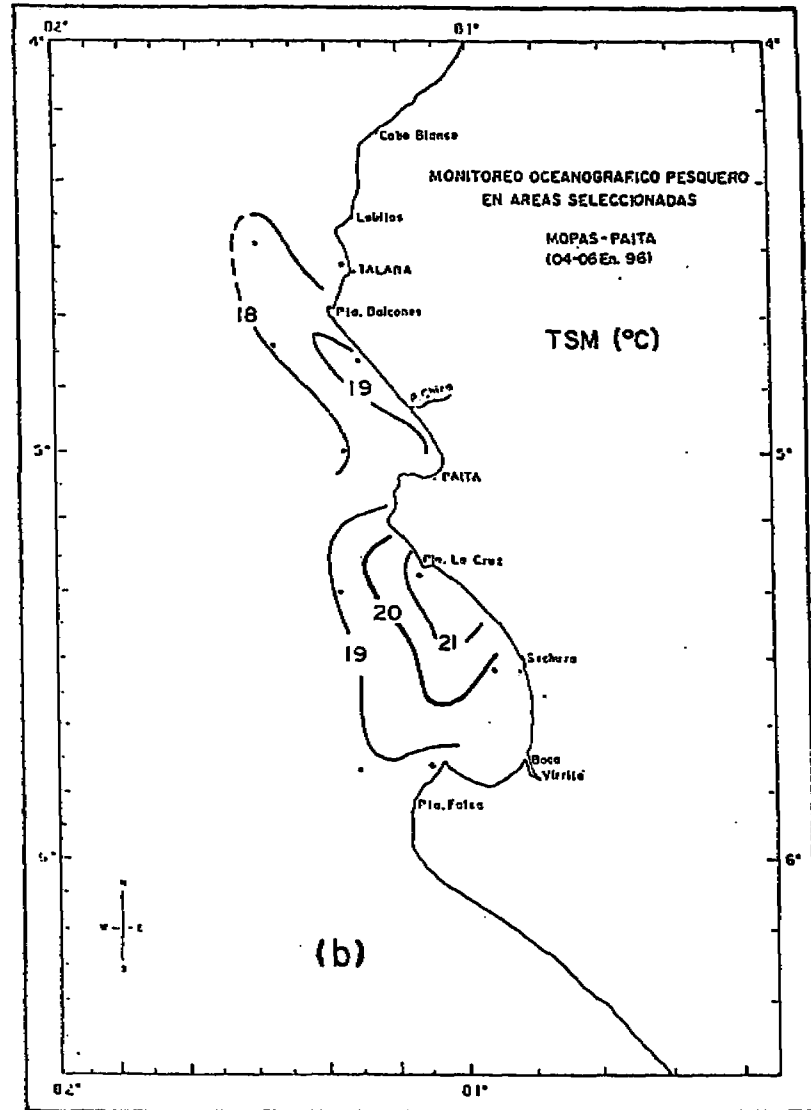 82° 81°
4° 4°
Cabo Blanco
MONITOREO OCEANOGRAFICO PESQUERO
EN AREAS SELECCIONADAS
Lobitos
MOPAS-PAITA
(04-06 En. 96)
TALARA
18
Pta. Balcones
TSM (°C)
19
R. Chira
5° 5°
PAITA
Pta. La Cruz
20
21
19
Sechura
Boca
Virrila
Pta. Falsa
6° 6°
N
W E
S
(b)
82° 81°